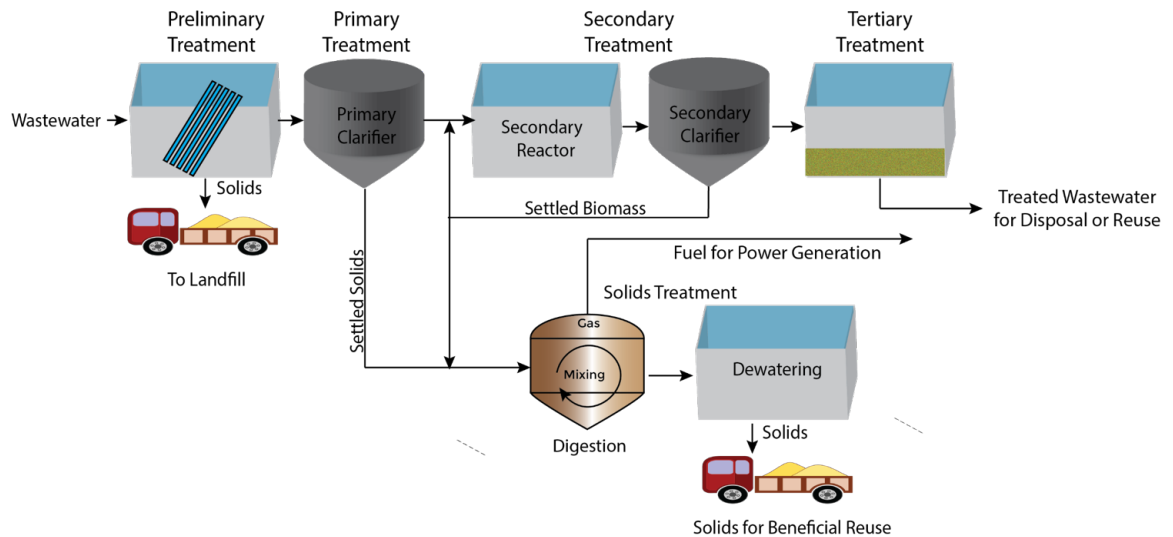 Preliminary
Treatment
Primary
Treatment
Secondary
Treatment
Tertiary
Treatment
Wastewater
Primary
Clarifier
Secondary
Reactor
Secondary
Clarifier
Solids
To Landfill
Settled Biomass
Settled Solids
Treated Wastewater
for Disposal or Reuse
Fuel for Power Generation
Solids Treatment
Gas
Mixing
Digestion
Dewatering
Solids
Solids for Beneficial Reuse